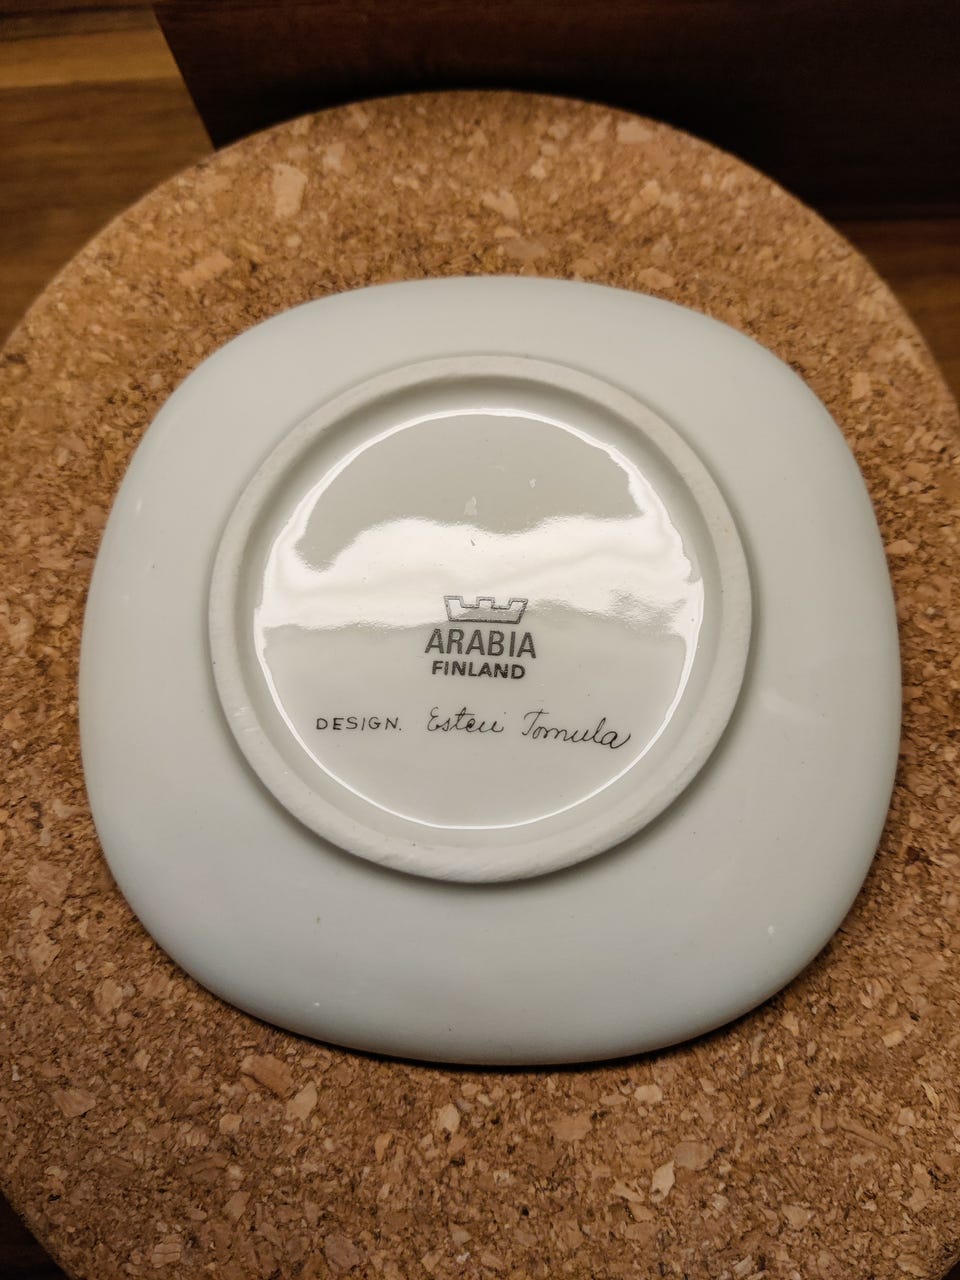 ARABIA
FINLAND
DESIGN. Esteri Tomula